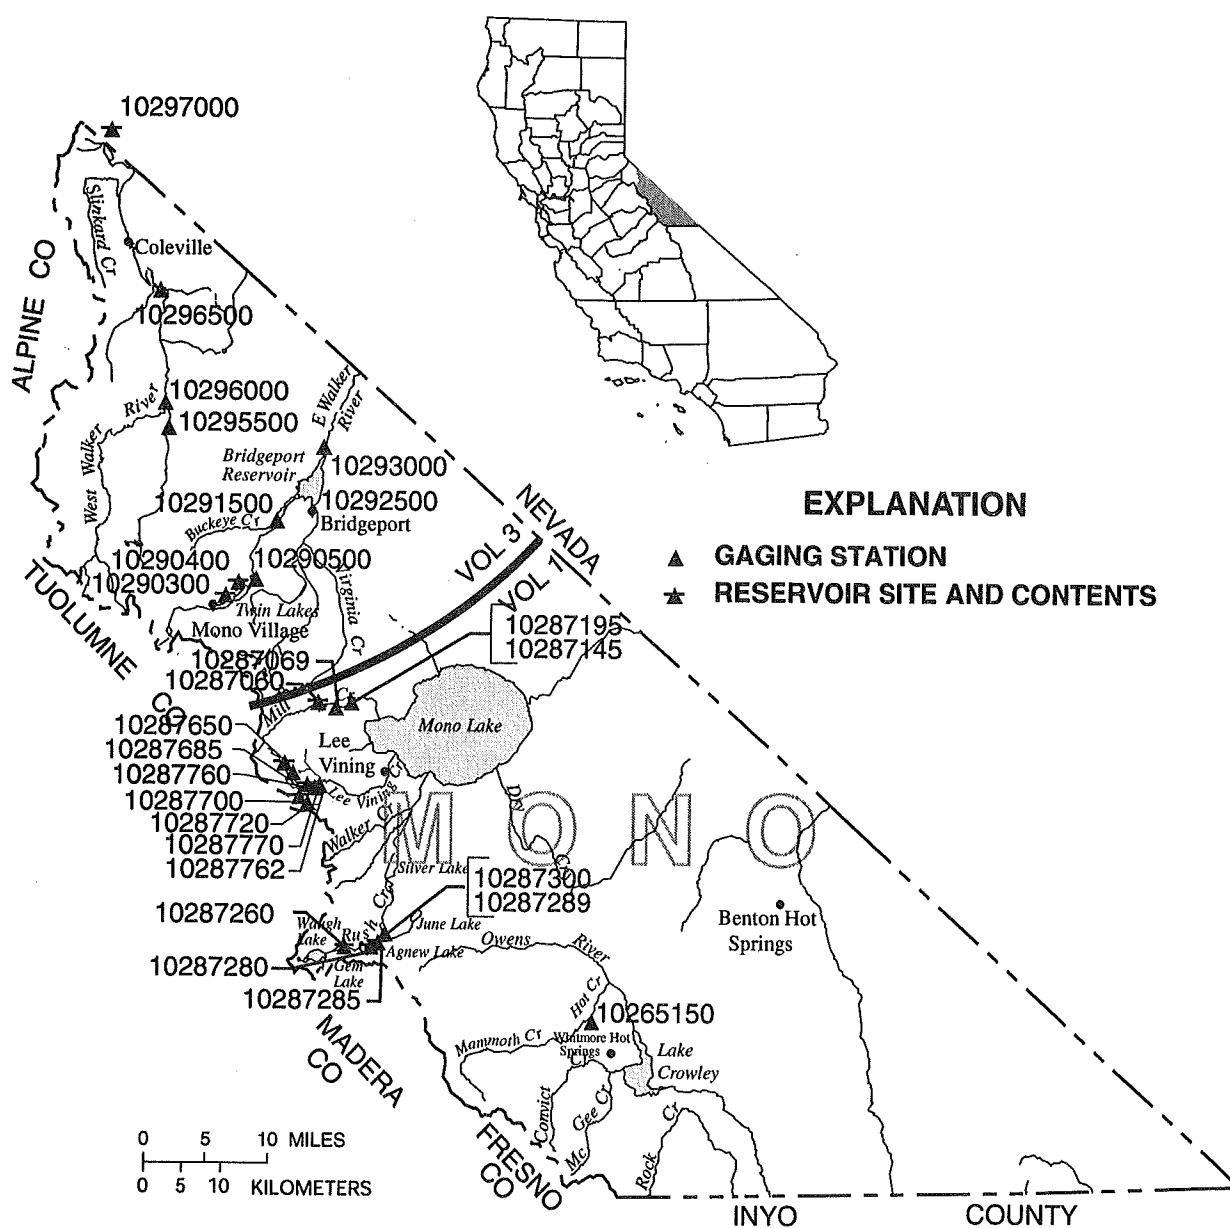 10297000
Slinkard Cr
Coleville
ALPINE CO
10296500
10296000
10295500
West Walker River
E Walker
River
Bridgeport
Reservoir
10293000
10292500
10291500
Bridgeport
Buckeye Cr
10290400
10290500
10290300
Twin Lakes
Mono Village
Virginia Cr
TUOLUMNE CO
VOL 3
VOL 1
NEVADA
EXPLANATION
GAGING STATION
RESERVOIR SITE AND CONTENTS
10287195
10287145
10287069
10287060
Mill Cr
Mono Lake
10287650
10287685
10287760
10287700
10287720
10287770
10287762
Lee
Vining
Lee Vining Cr
Walker Cr
MONO
Dry Cr
Silver Lake
10287300
10287289
10287260
Waugh
Lake
Rush Cr
June Lake
Agnew Lake
Gem
Lake
10287280
10287285
Owens River
Benton Hot
Springs
Hot Cr
10265150
Mammoth Cr
Whitmore Hot
Springs
Lake
Crowley
Convict Cr
Mc Gee Cr
Rock Cr
MADERA
CO
FRESNO
CO
0 5 10 MILES
0 5 10 KILOMETERS
INYO COUNTY